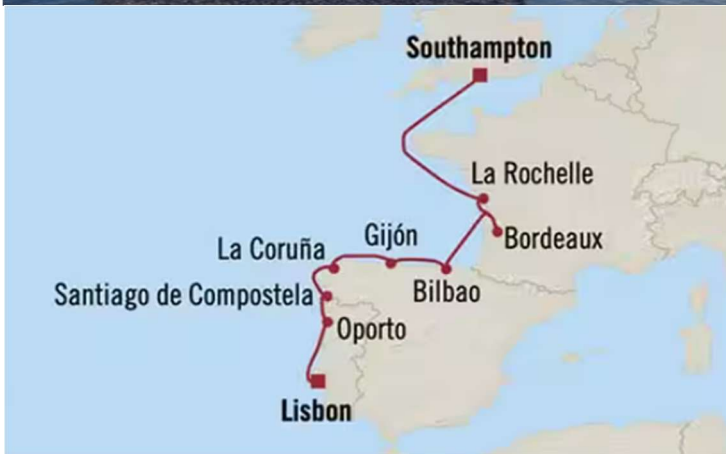 Southampton
La Rochelle
Bordeaux
Gijón
La Coruña
Bilbao
Santiago de Compostela
Oporto
Lisbon